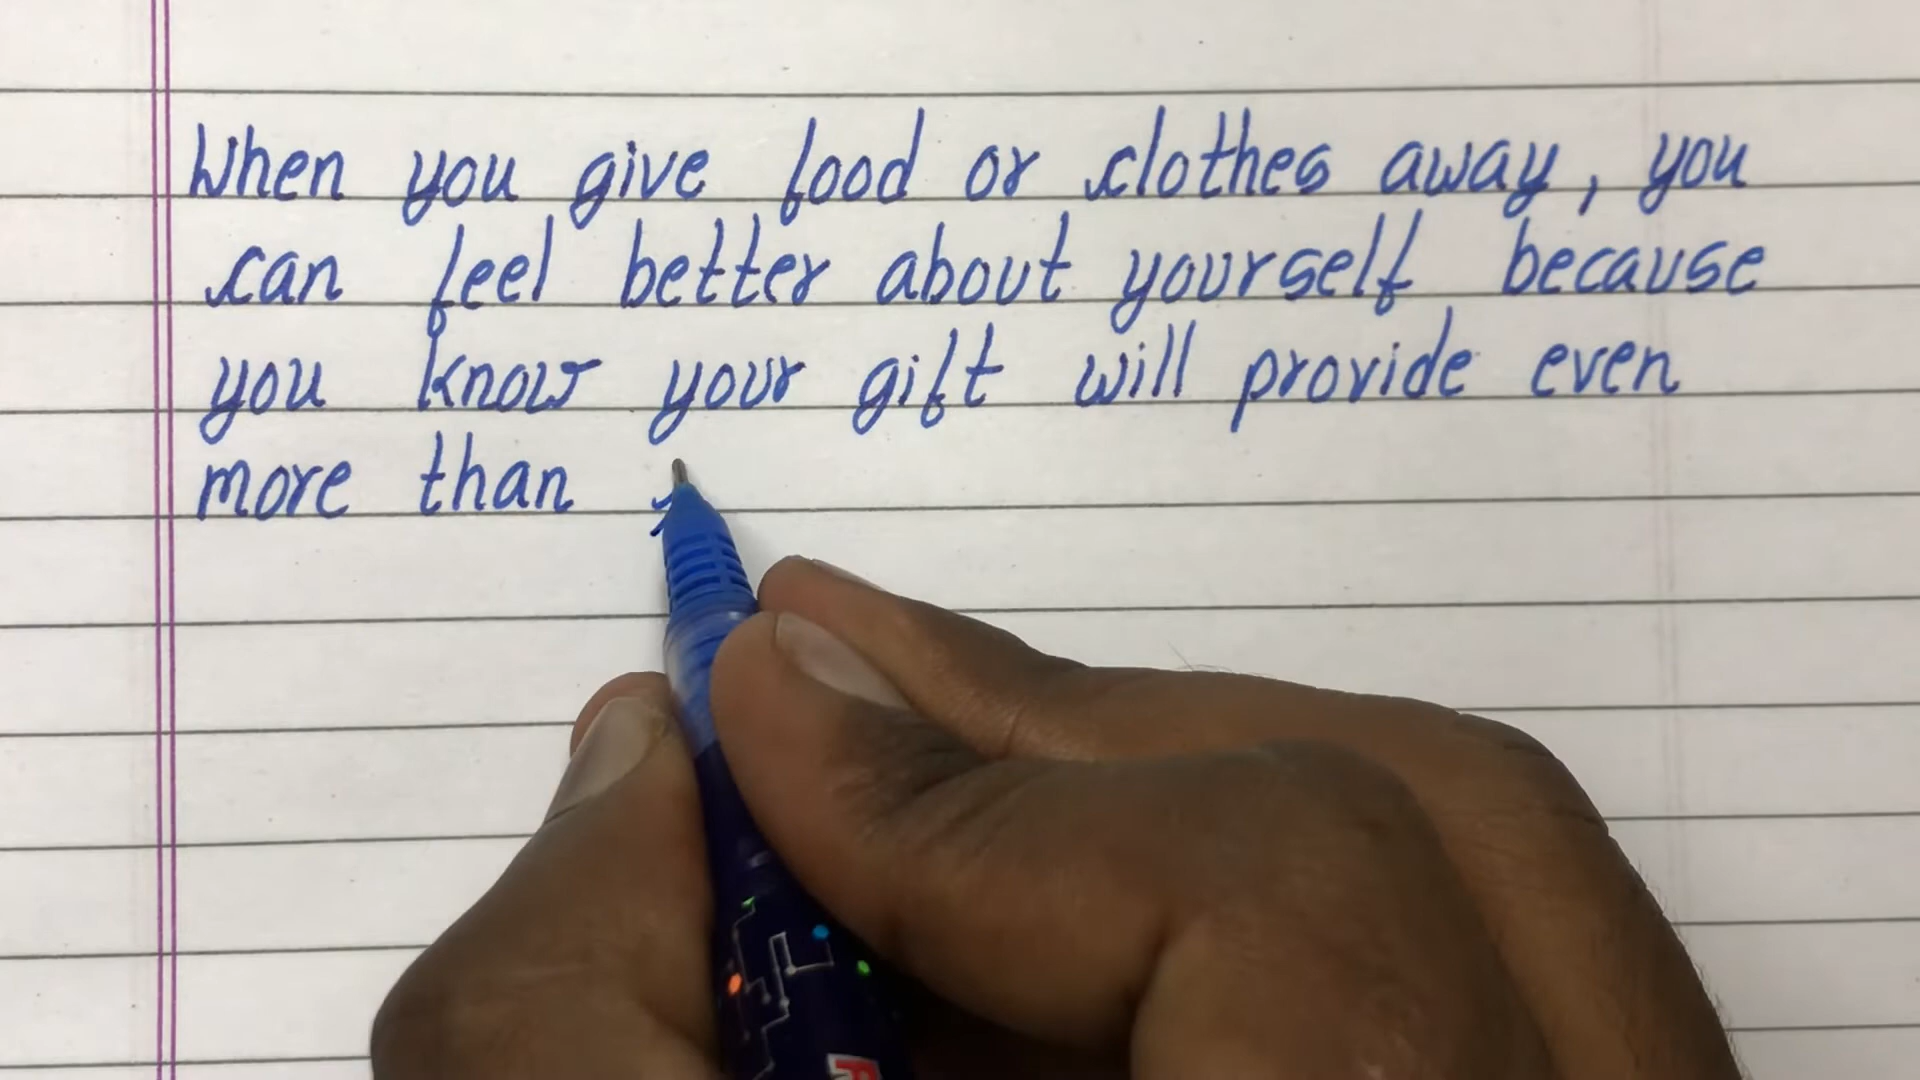 When you give food or clothes away, you
can feel better about yourself because
you know your gift will provide even
more than